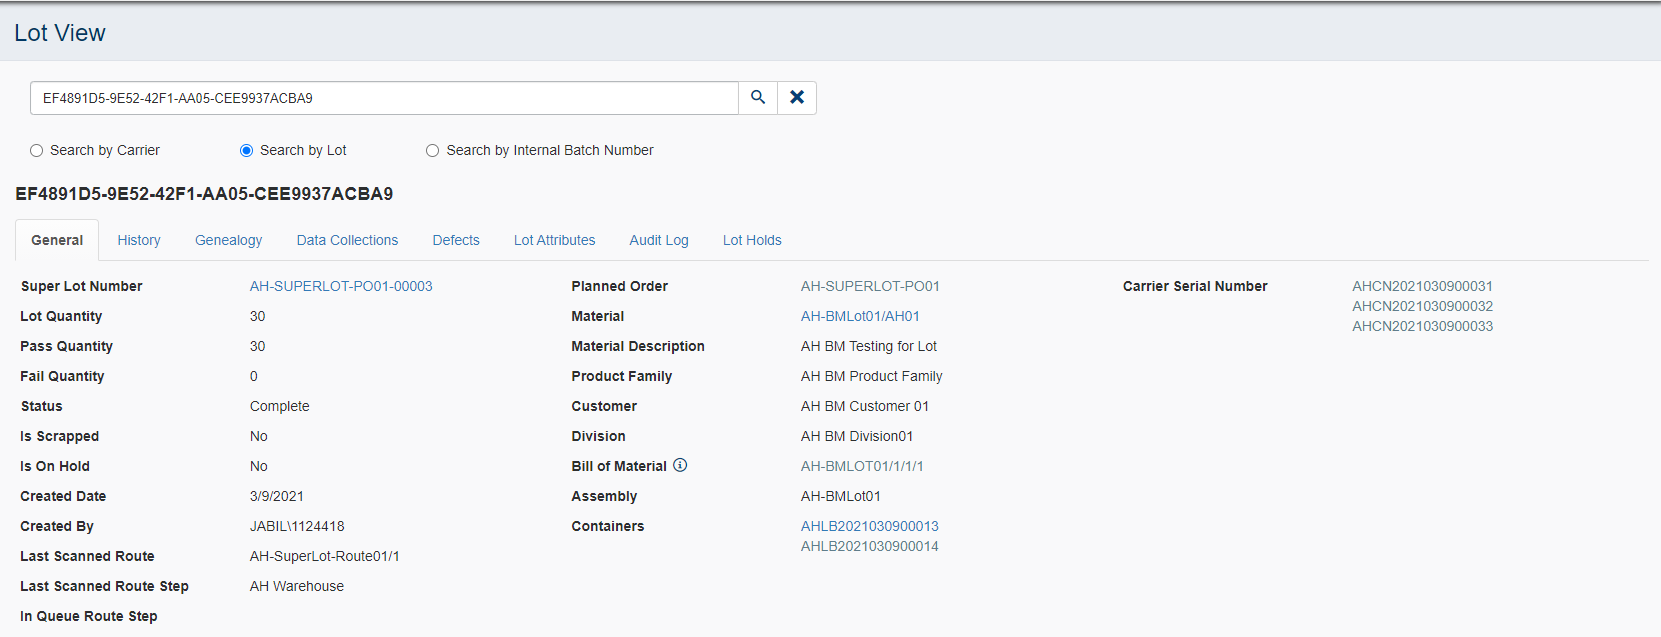 Lot View
EF4891D5-9E52-42F1-AA05-CEE9937ACBA9
Search by Carrier Search by Lot Search by Internal Batch Number
EF4891D5-9E52-42F1-AA05-CEE9937ACBA9
General History Genealogy Data Collections Defects Lot Attributes Audit Log Lot Holds
Super Lot Number AH-SUPERLOT-PO01-00003 Planned Order AH-SUPERLOT-PO01 Carrier Serial Number AHCN2021030900031
AHCN2021030900032
Lot Quantity 30 Material AH-BMLot01/AH01
AHCN2021030900033
Pass Quantity 30 Material Description AH BM Testing for Lot
Fail Quantity 0 Product Family AH BM Product Family
Status Complete Customer AH BM Customer 01
Is Scrapped No Division AH BM Division01
Is On Hold No Bill of Material AH-BMLOT01/1/1/1
Created Date 3/9/2021 Assembly AH-BMLot01
Created By JABIL\1124418 Containers AHLB2021030900013
AHLB2021030900014
Last Scanned Route AH-SuperLot-Route01/1
Last Scanned Route Step AH Warehouse
In Queue Route Step